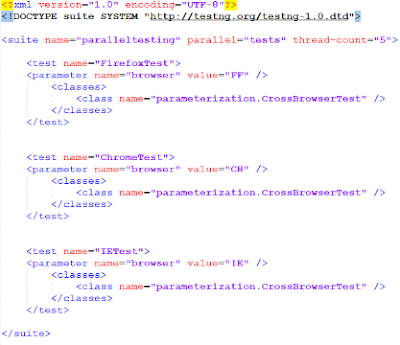 <?xml version="1.0" encoding="UTF-8"?>
<!DOCTYPE suite SYSTEM "http://testng.org/testng-1.0.dtd">
<suite name="paralleltesting" parallel="tests" thread-count="5">
<test name="FirefoxTest">
<parameter name="browser" value="FF" />
<classes>
<class name="parameterization.CrossBrowserTest" />
</classes>
</test>
<test name="ChromeTest">
<parameter name="browser" value="CH" />
<classes>
<class name="parameterization.CrossBrowserTest" />
</classes>
</test>
<test name="IETest">
<parameter name="browser" value="IE" />
<classes>
<class name="parameterization.CrossBrowserTest" />
</classes>
</test>
</suite>